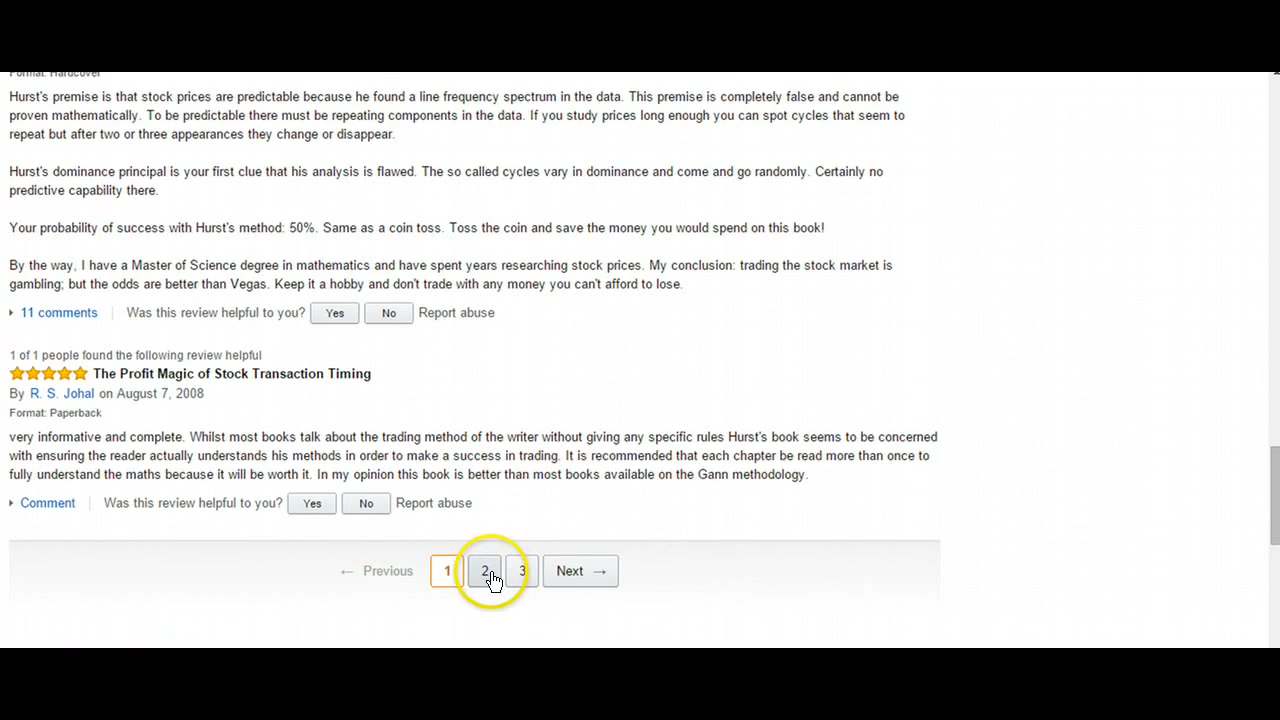 Format: Hardcover
Hurst's premise is that stock prices are predictable because he found a line frequency spectrum in the data. This premise is completely false and cannot be
proven mathematically. To be predictable there must be repeating components in the data. If you study prices long enough you can spot cycles that seem to
repeat but after two or three appearances they change or disappear.
Hurst's dominance principal is your first clue that his analysis is flawed. The so called cycles vary in dominance and come and go randomly. Certainly no
predictive capability there.
Your probability of success with Hurst's method: 50%. Same as a coin toss. Toss the coin and save the money you would spend on this book!
By the way, I have a Master of Science degree in mathematics and have spent years researching stock prices. My conclusion: trading the stock market is
gambling; but the odds are better than Vegas. Keep it a hobby and don't trade with any money you can't afford to lose.
11 comments Was this review helpful to you? Yes No Report abuse
1 of 1 people found the following review helpful
The Profit Magic of Stock Transaction Timing
By R. S. Johal on August 7, 2008
Format: Paperback
very informative and complete. Whilst most books talk about the trading method of the writer without giving any specific rules Hurst's book seems to be concerned
with ensuring the reader actually understands his methods in order to make a success in trading. It is recommended that each chapter be read more than once to
fully understand the maths because it will be worth it. In my opinion this book is better than most books available on the Gann methodology.
Comment Was this review helpful to you? Yes No Report abuse
← Previous 1 2 3 Next →